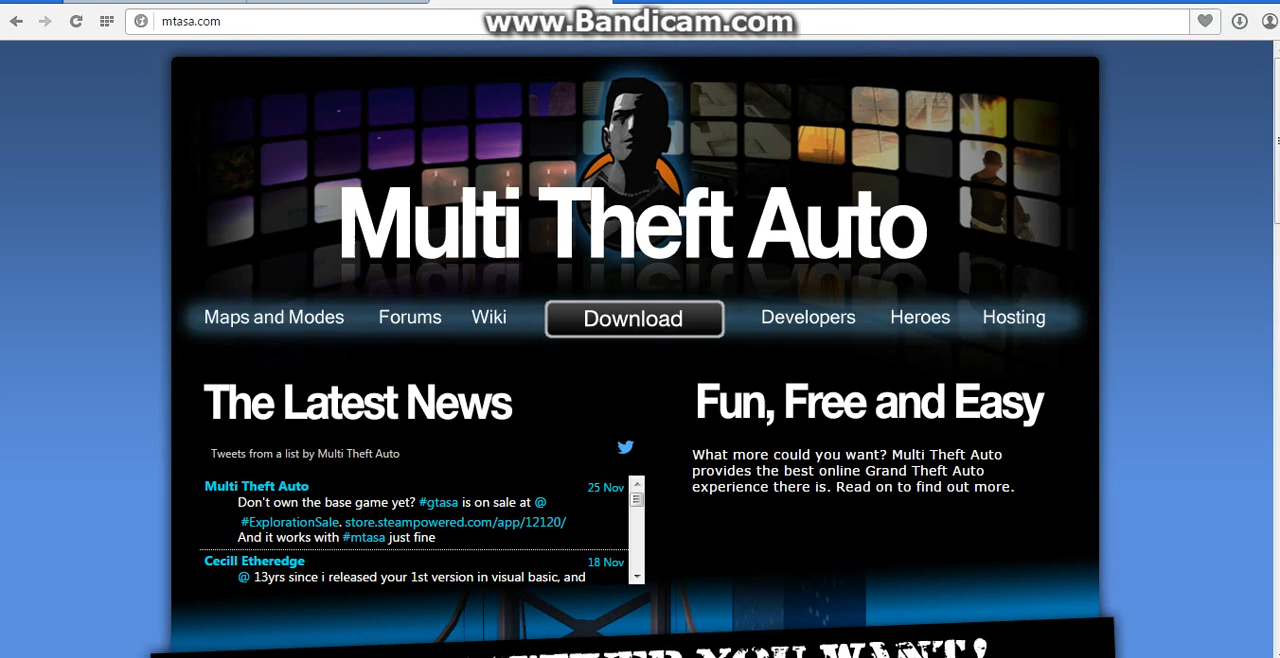 mtasa.com
www.Bandicam.com
Multi Theft Auto
Maps and Modes Forums Wiki Download Developers Heroes Hosting
The Latest News
Tweets from a list by Multi Theft Auto
Multi Theft Auto 25 Nov
Don't own the base game yet? #gtasa is on sale at @
#ExplorationSale. store.steampowered.com/app/12120/
And it works with #mtasa just fine
Cecill Etheredge 18 Nov
@ 13yrs since i released your 1st version in visual basic, and
Fun, Free and Easy
What more could you want? Multi Theft Auto
provides the best online Grand Theft Auto
experience there is. Read on to find out more.
YOU WANT!